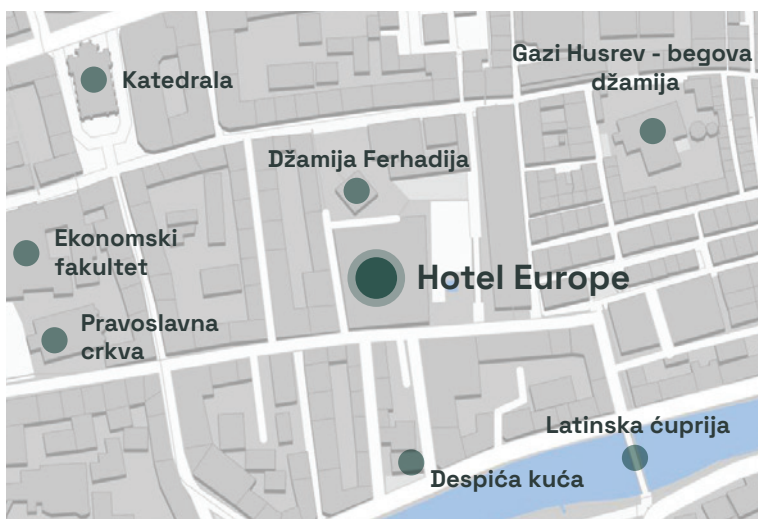 Gazi Husrev - begova
džamija
Katedrala
Džamija Ferhadija
Ekonomski
fakultet
Hotel Europe
Pravoslavna
crkva
Latinska ćuprija
Despića kuća